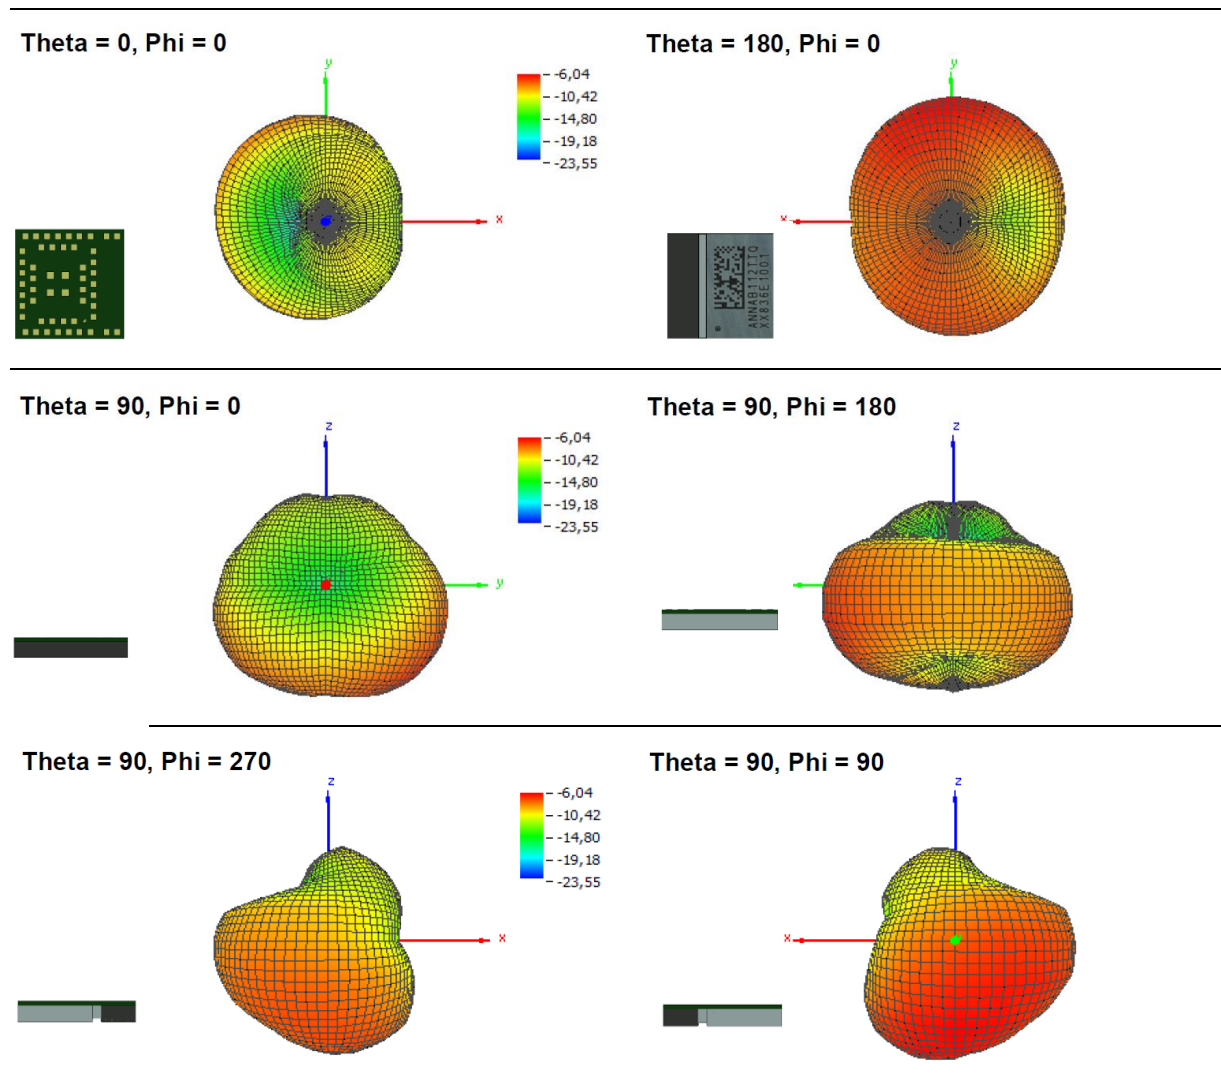 Theta = 0, Phi = 0
Theta = 180, Phi = 0
y
-6,04
-10,42
-14,80
-19,18
-23,55
x
y
x
ANNAB112TTQ
XX836E1001
Theta = 90, Phi = 0
Theta = 90, Phi = 180
z
-6,04
-10,42
-14,80
-19,18
-23,55
y
z
Theta = 90, Phi = 270
Theta = 90, Phi = 90
z
-6,04
-10,42
-14,80
-19,18
-23,55
x
z
x